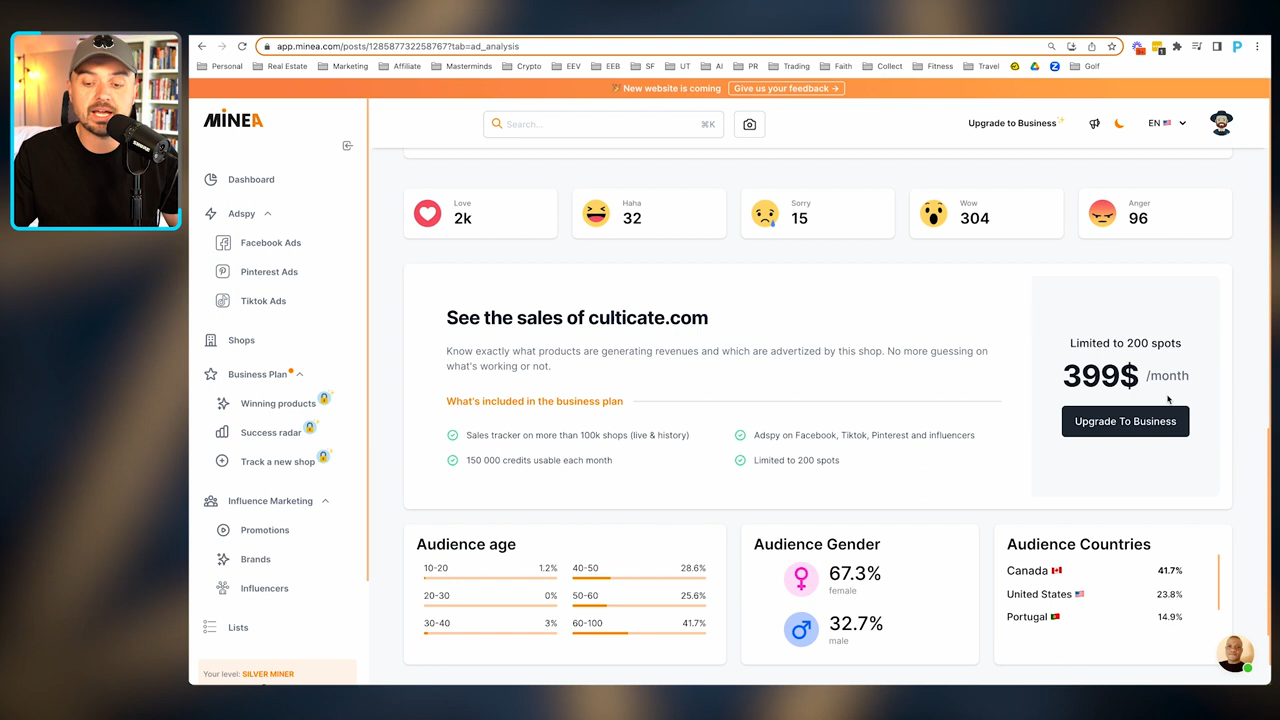 app.minea.com/posts/128587732258767?tab=ad_analysis
Personal Real Estate Marketing Affiliate Masterminds Crypto EEV EEB SF UT AI PR Trading Faith Collect Fitness Travel Golf
P
New website is coming Give us your feedback →
MINEA
Search... ⌘K
Upgrade to Business
EN
Dashboard
Adspy
Facebook Ads
Pinterest Ads
Tiktok Ads
Shops
Business Plan
Winning products
Success radar
Track a new shop
Influence Marketing
Promotions
Brands
Influencers
Lists
Your level: SILVER MINER
Love
2k
Haha
32
Sorry
15
Wow
304
Anger
96
See the sales of culticate.com
Know exactly what products are generating revenues and which are advertized by this shop. No more guessing on
what's working or not.
What's included in the business plan
Sales tracker on more than 100k shops (live & history)
Adspy on Facebook, Tiktok, Pinterest and influencers
150 000 credits usable each month
Limited to 200 spots
Limited to 200 spots
399$ /month
Upgrade To Business
Audience age
10-20 1.2%
40-50 28.6%
20-30 0%
50-60 25.6%
30-40 3%
60-100 41.7%
Audience Gender
67.3%
female
32.7%
male
Audience Countries
Canada 41.7%
United States 23.8%
Portugal 14.9%